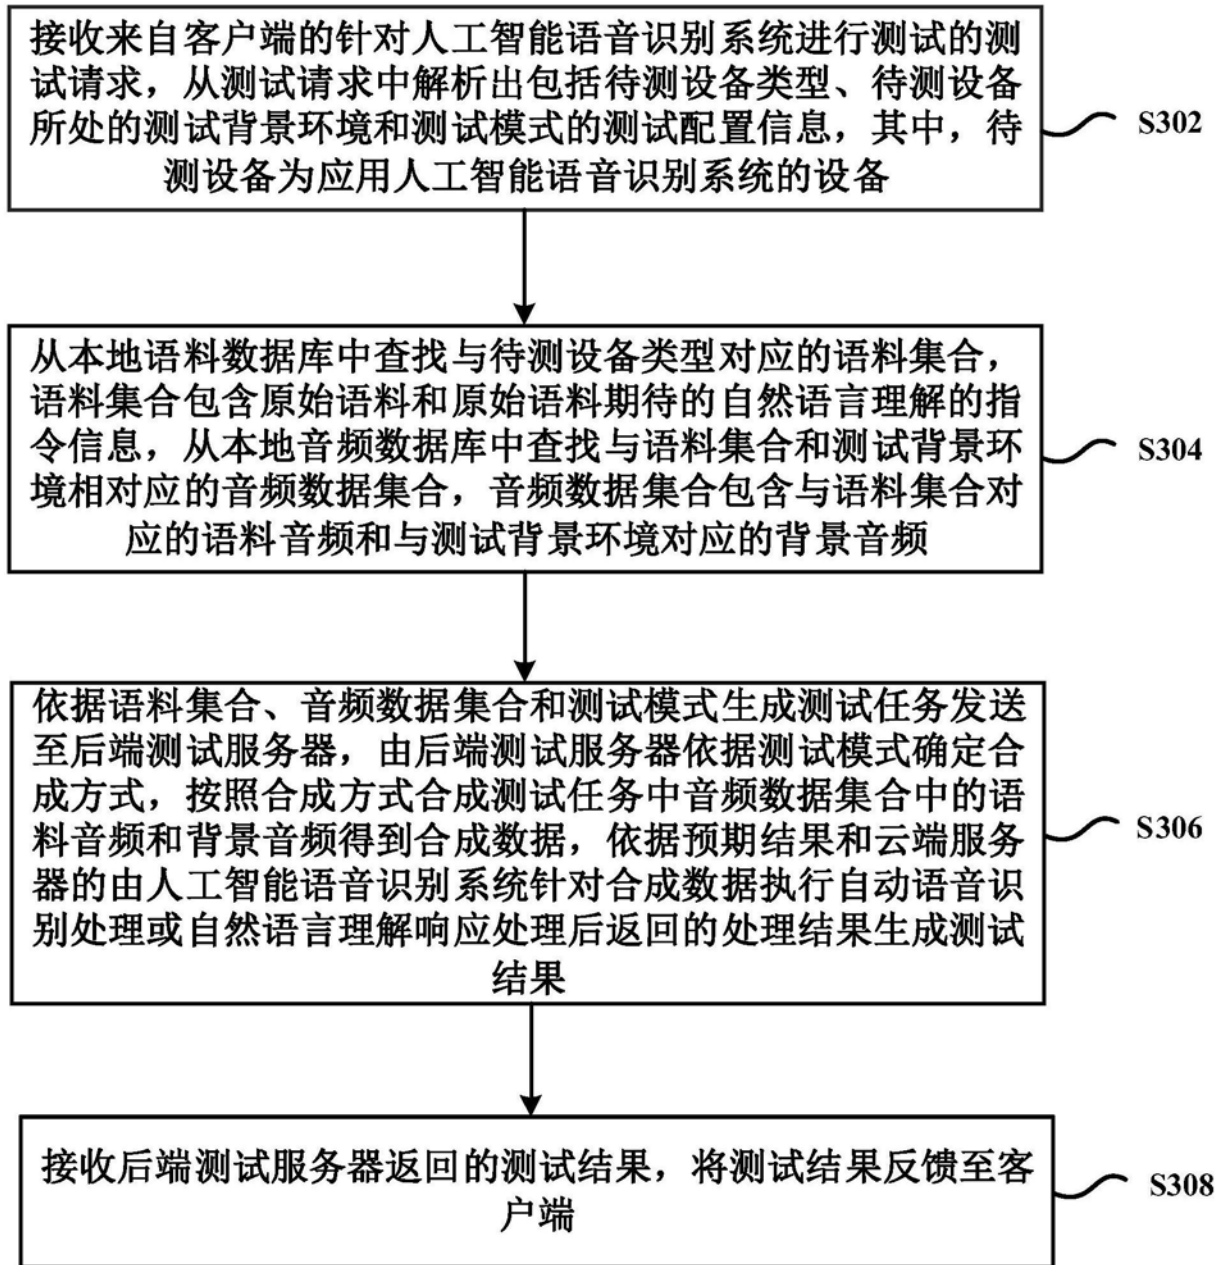 接收来自客户端的针对人工智能语音识别系统进行测试的测
试请求，从测试请求中解析出包括待测设备类型、待测设备
所处的测试背景环境和测试模式的测试配置信息，其中，待
测设备为应用人工智能语音识别系统的设备
S302
从本地语料数据库中查找与待测设备类型对应的语料集合，
语料集合包含原始语料和原始语料期待的自然语言理解的指
令信息，从本地音频数据库中查找与语料集合和测试背景环
境相对应的音频数据集合，音频数据集合包含与语料集合对
应的语料音频和与测试背景环境对应的背景音频
S304
依据语料集合、音频数据集合和测试模式生成测试任务发送
至后端测试服务器，由后端测试服务器依据测试模式确定合
成方式，按照合成方式合成测试任务中音频数据集合中的语
料音频和背景音频得到合成数据，依据预期结果和云端服务
器的由人工智能语音识别系统针对合成数据执行自动语音识
别处理或自然语言理解响应处理后返回的处理结果生成测试
结果
S306
接收后端测试服务器返回的测试结果，将测试结果反馈至客
户端
S308